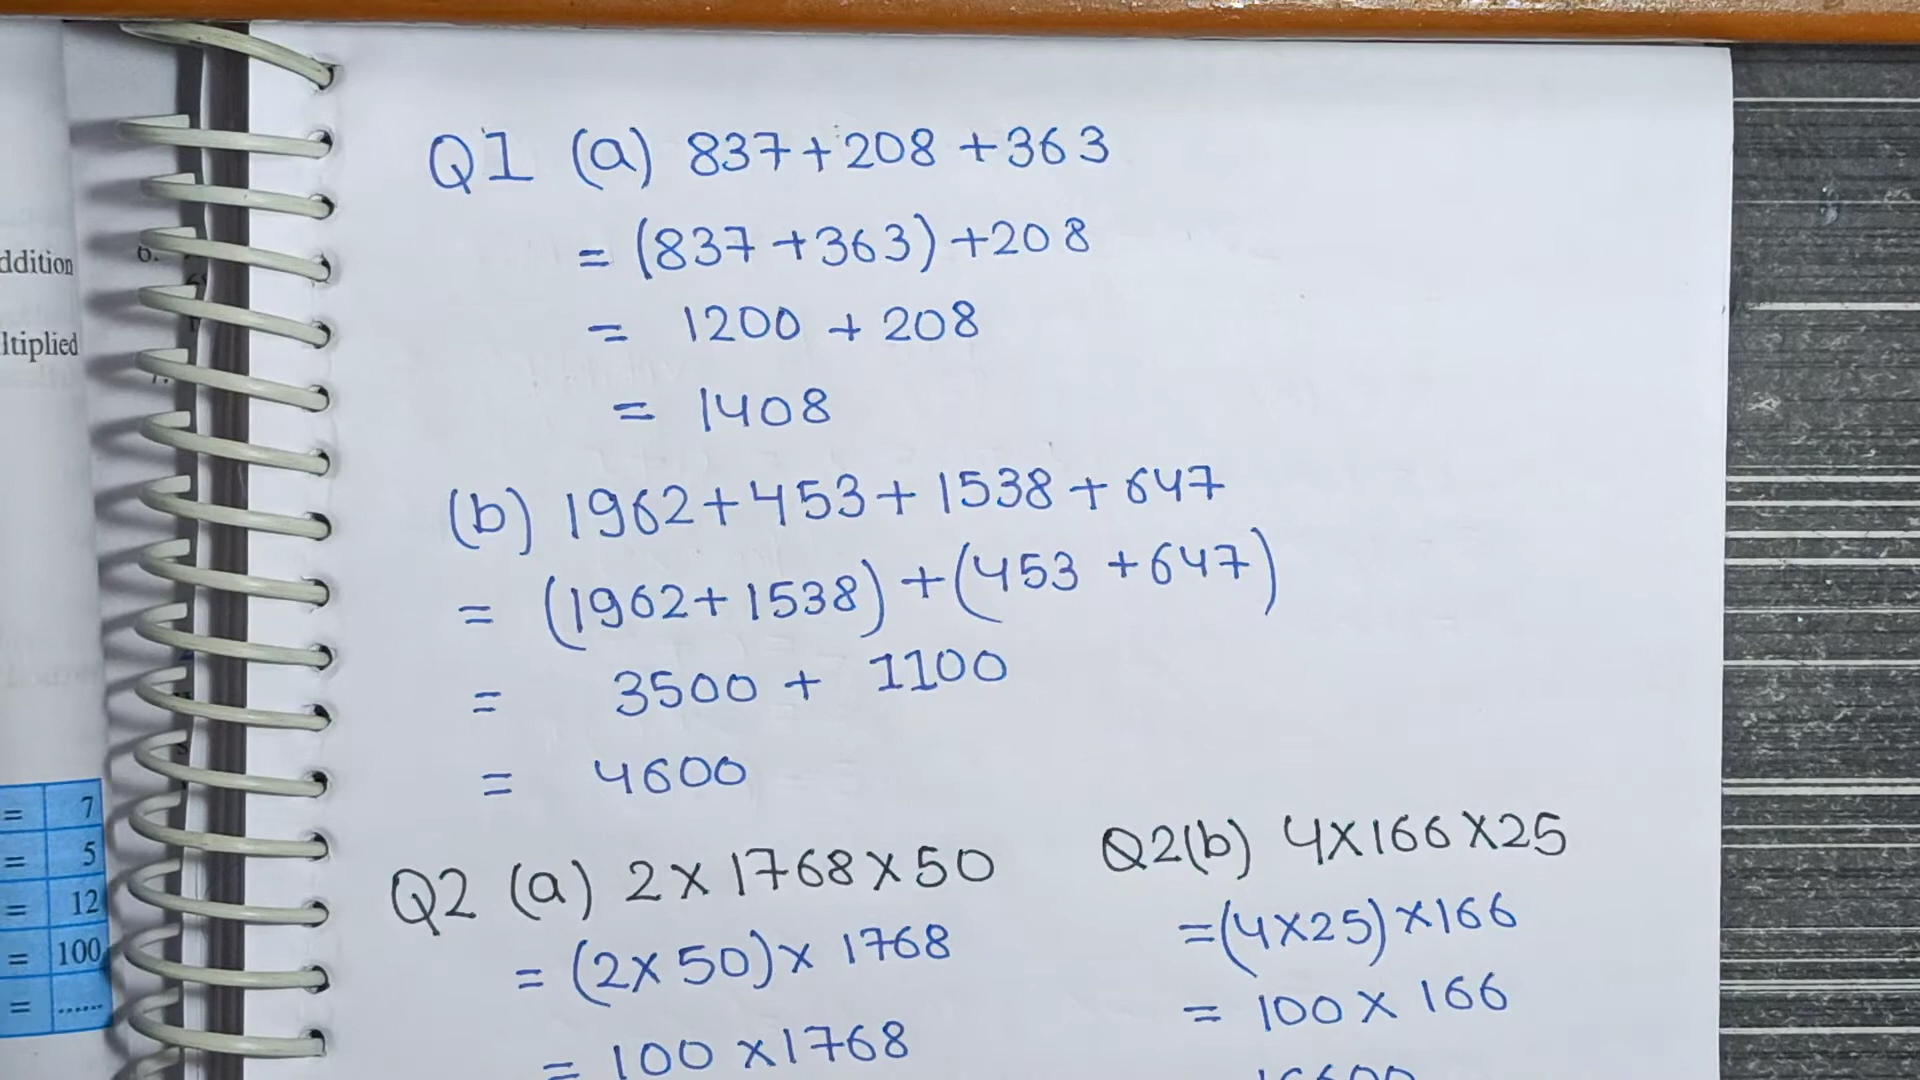 ddition
ltiplied
6.
= 7
= 5
= 12
= 100
= ......
Q1 (a) 837+208+363
= (837+363)+208
= 1200 + 208
= 1408
(b) 1962+453+1538+647
= (1962+1538)+(453+647)
= 3500 + 1100
= 4600
Q2 (a) 2×1768×50
= (2×50)× 1768
= 100 ×1768
Q2(b) 4×166×25
=(4×25)×166
= 100× 166
16600